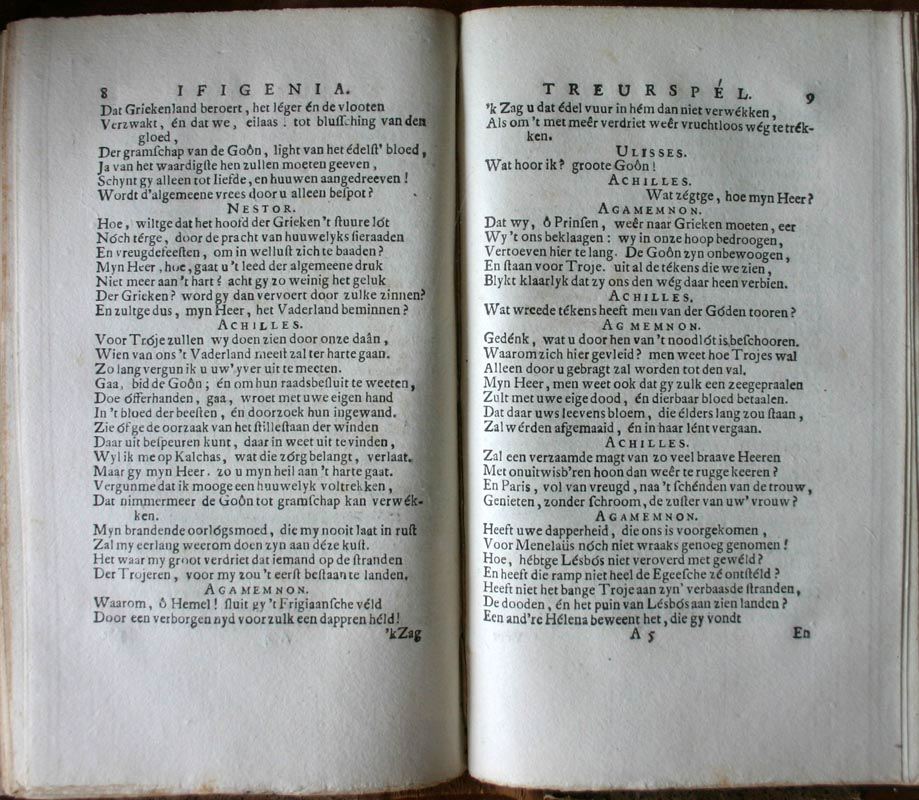 8 IFIGENIA.
Dat Griekenland beroert, het léger én de vlooten
Verzwakt, én dat we, eilaas! tot blusſching van den
gloed,
Der gramſchap van de Goôn, light van het édelſt' bloed,
Ja van het waardigſte hen zullen moeten geeven,
Schynt gy alleen tot liefde, en huuwen aangedreeven!
Wordt d'algemeene vrees door u alleen beſpot?
NESTOR.
Hoe, wiltge dat het hoofd der Grieken 't ſtuure lót
Nóch térge, door de pracht van huuwelyks ſieraaden
En vreugdefeeſten, om in welluſt zich te baaden?
Myn Heer, hoe, gaat u 't leed der algemeene druk
Niet meer aan 't hart? acht gy zo weinig het geluk
Der Grieken? word gy dan vervoert door zulke zinnen?
En zultge dus, myn Heer, het Vaderland beminnen?
ACHILLES.
Voor Tróje zullen wy doen zien door onze daân,
Wien van ons 't Vaderland meeſt zal ter harte gaan.
Zo lang vergun ik u uw' yver uit te meeten.
Gaa, bid de Goôn; én om hun raadsbeſluit te weeten,
Doe ófferhanden, gaa, wroet met uwe eigen hand
In 't bloed der beeſten, én doorzoek hun ingewand.
Zie óf ge de oorzaak van het ſtilleſtaan der winden
Daar uit beſpeuren kunt, daar in weet uit te vinden,
Wyl ik me op Kalchas, wat die zórg belangt, verlaat.
Maar gy myn Heer, zo u myn heil aan 't harte gaat.
Vergunme dat ik mooge een huuwelyk voltrekken,
Dat nimmermeer de Goôn tot gramſchap kan verwék-
ken.
Myn brandende oorlógsmoed, die my nooit laat in ruſt
Zal my eerlang weerom doen zyn aan déze kuſt.
Het waar my groot verdriet dat iemand op de ſtranden
Der Trojeren, voor my zou 't eerſt beſtaan te landen.
AGAMEMNON.
Waarom, ô Hemel! ſluit gy 't Frigiaanſche véld
Door een verborgen nyd voor zulk een dappren héld!
'k Zag
TREURSPÉL. 9
'k Zag u dat édel vuur in hém dan niet verwékken,
Als om 't met meêr verdriet weêr vruchtloos wég te trék-
ken.
ULISSES.
Wat hoor ik? groote Goôn!
ACHILLES.
Wat zégtge, hoe myn Heer?
AGAMEMNON.
Dat wy, ô Prinſen, weêr naar Grieken moeten, eer
Wy 't ons beklaagen: wy in onze hoop bedroogen,
Vertoeven hier te lang. De Goôn zyn onbewoogen,
En ſtaan voor Troje. uit al de tékens die we zien,
Blykt klaarlyk dat zy ons den wég daar heen verbien.
ACHILLES.
Wat wreede tékens heeft men van der Góden tooren?
AG MEMNON.
Gedénk, wat u door hen van 't noodlót is beſchooren.
Waarom zich hier gevleid? men weet hoe Trojes wal
Alleen door u gebragt zal worden tot den val.
Myn Heer, men weet ook dat gy zulk een zeegepraalen
Zult met uwe eige dood, én dierbaar bloed betaalen.
Dat daar uws leevens bloem, die élders lang zou ſtaan,
Zal wérden afgemaaid, én in haar lént vergaan.
ACHILLES.
Zal een verzaamde magt van zo veel braave Heeren
Met onuitwisb'ren hoon dan weêr te rugge keeren?
En Paris, vol van vreugd, naa 't ſchénden van de trouw,
Genieten, zonder ſchroom, de zuſter van uw' vrouw?
AGAMEMNON.
Heeft uwe dapperheid, die ons is voorgekomen,
Voor Menelaüs nóch niet wraaks genoeg genomen!
Hoe, hébtge Lésbós niet veroverd met gewéld?
En heeft die ramp niet heel de Egeeſche zé ontſtéld?
Heeft niet het bange Troje aan zyn' verbaasde ſtranden,
De dooden, én het puin van Lésbós aan zien landen?
Een and're Hélena beweent het, die gy vondt
A 5 En